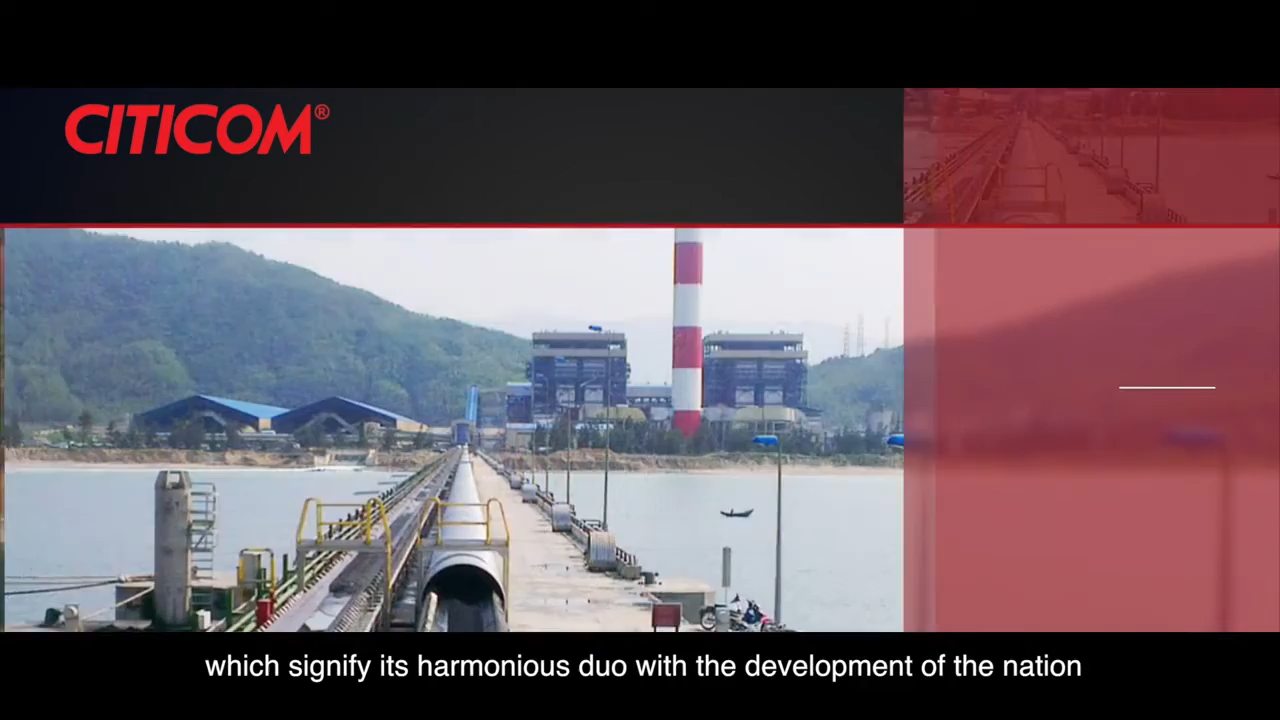 CITICOM®
which signify its harmonious duo with the development of the nation